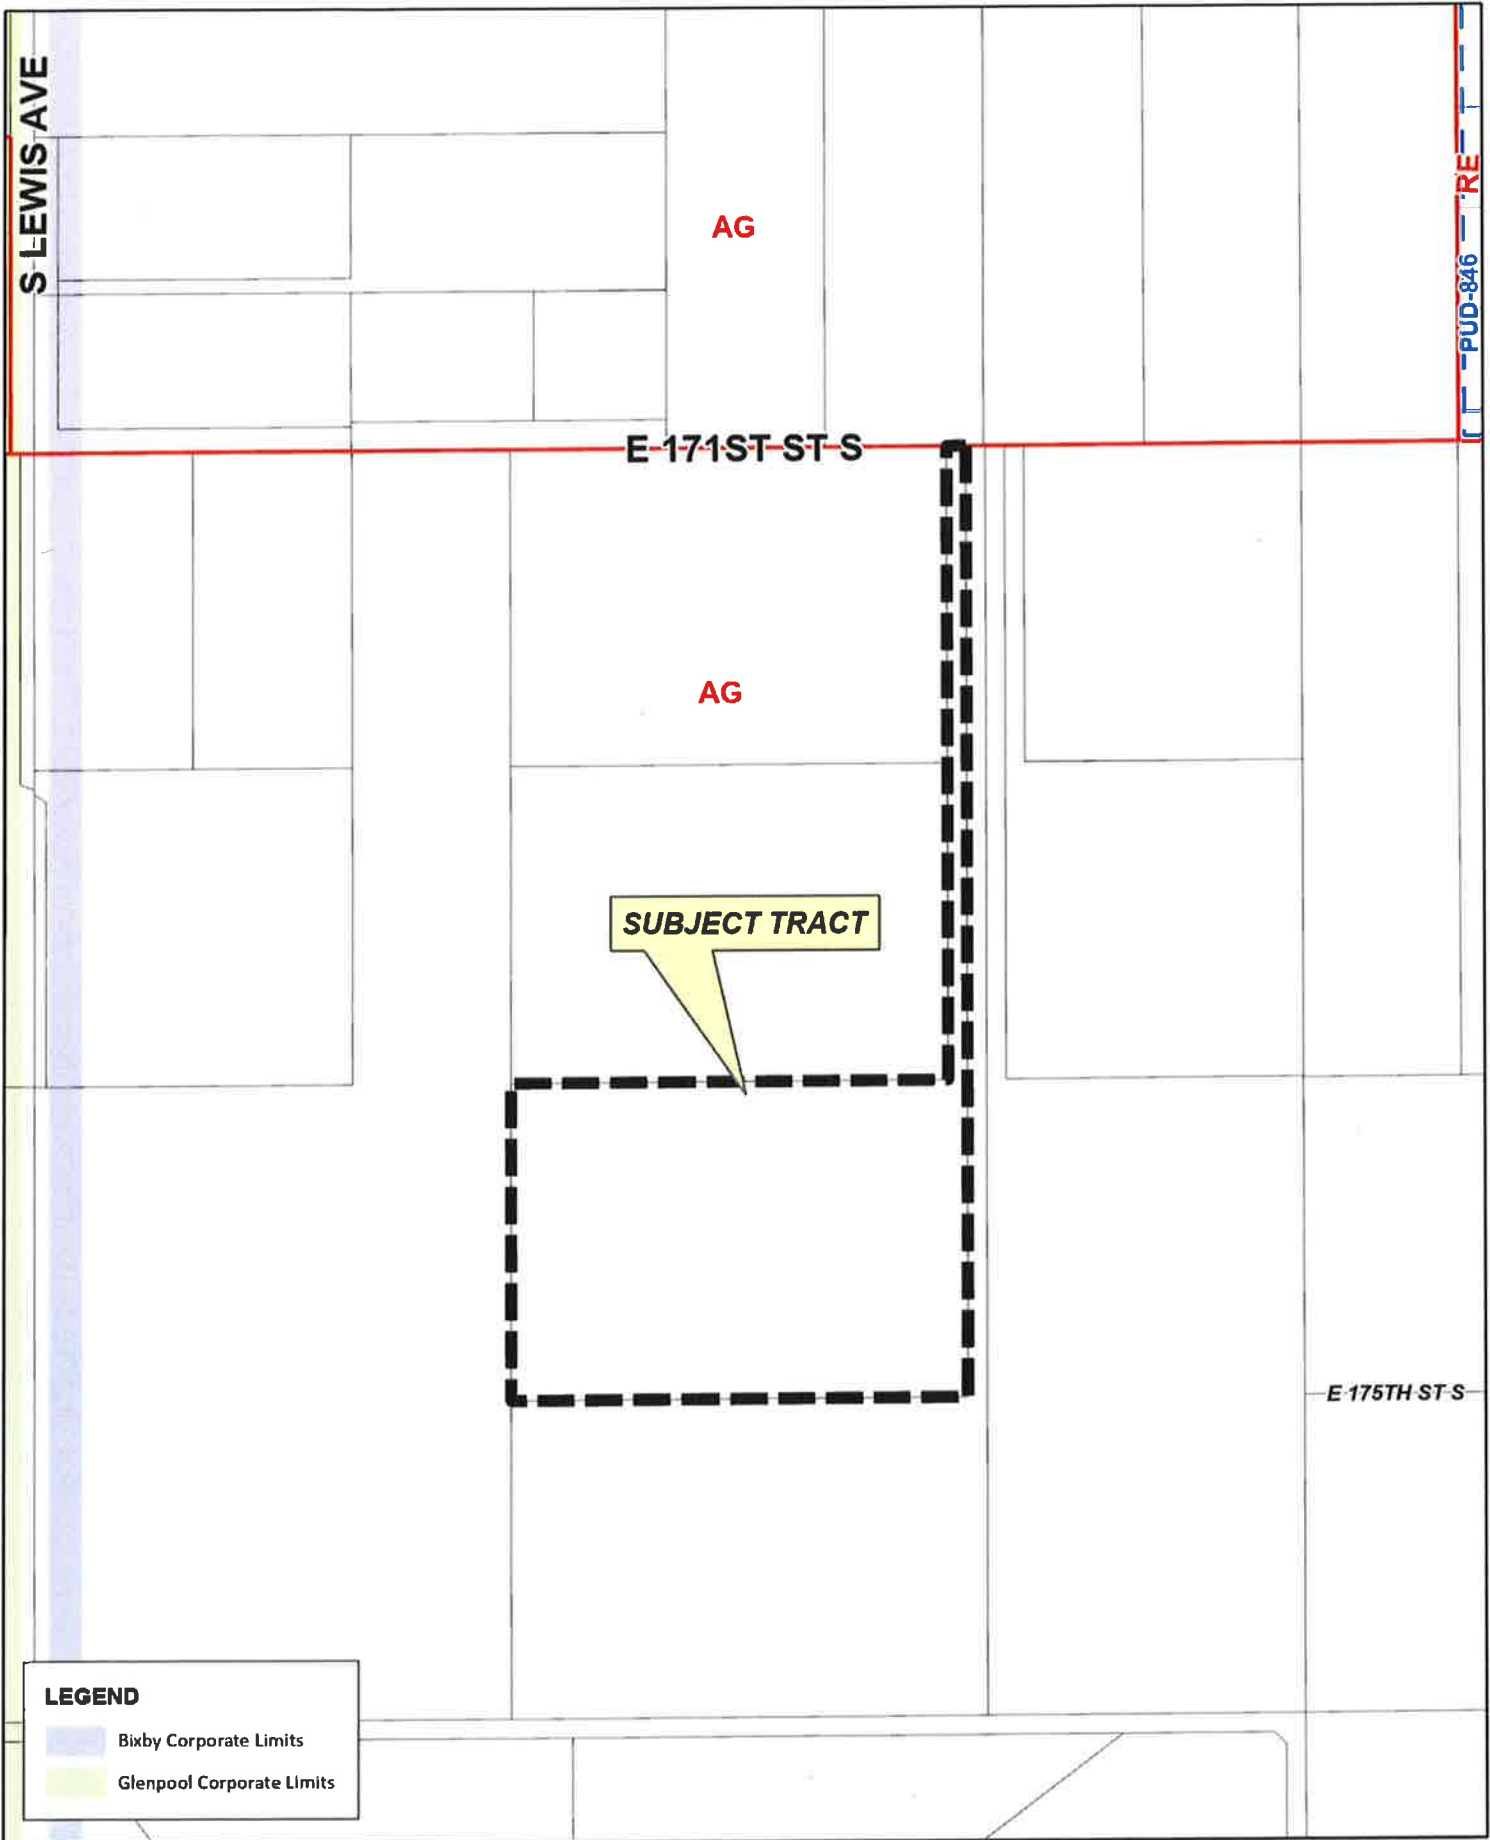 S LEWIS AVE
AG
RE
PUD-846
E 171ST ST S
AG
SUBJECT TRACT
E 175TH ST S
LEGEND
Bixby Corporate Limits
Glenpool Corporate Limits